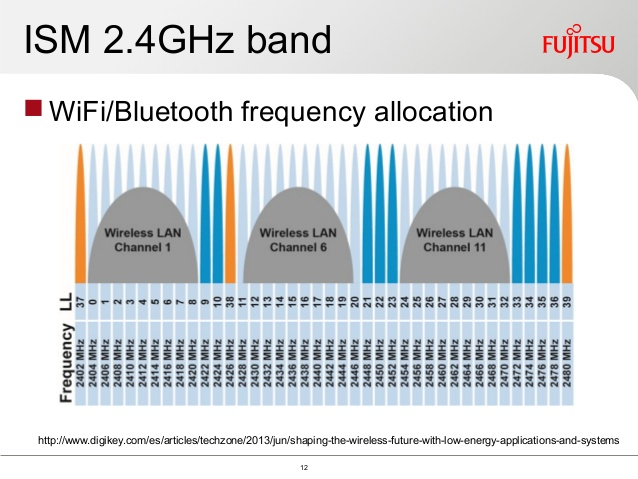 ISM 2.4GHz band
FUJITSU
WiFi/Bluetooth frequency allocation
Wireless LAN
Channel 1
Wireless LAN
Channel 6
Wireless LAN
Channel 11
LL 37 0 1 2 3 4 5 6 7 8 9 10 38 11 12 13 14 15 16 17 18 19 20 21 22 23 24 25 26 27 28 29 30 31 32 33 34 35 36 39
Frequency 2402 MHz 2404 MHz 2406 MHz 2408 MHz 2410 MHz 2412 MHz 2414 MHz 2416 MHz 2418 MHz 2420 MHz 2422 MHz 2424 MHz 2426 MHz 2428 MHz 2430 MHz 2432 MHz 2434 MHz 2436 MHz 2438 MHz 2440 MHz 2442 MHz 2444 MHz 2446 MHz 2448 MHz 2450 MHz 2452 MHz 2454 MHz 2456 MHz 2458 MHz 2460 MHz 2462 MHz 2464 MHz 2466 MHz 2468 MHz 2470 MHz 2472 MHz 2474 MHz 2476 MHz 2478 MHz 2480 MHz
http://www.digikey.com/es/articles/techzone/2013/jun/shaping-the-wireless-future-with-low-energy-applications-and-systems
12